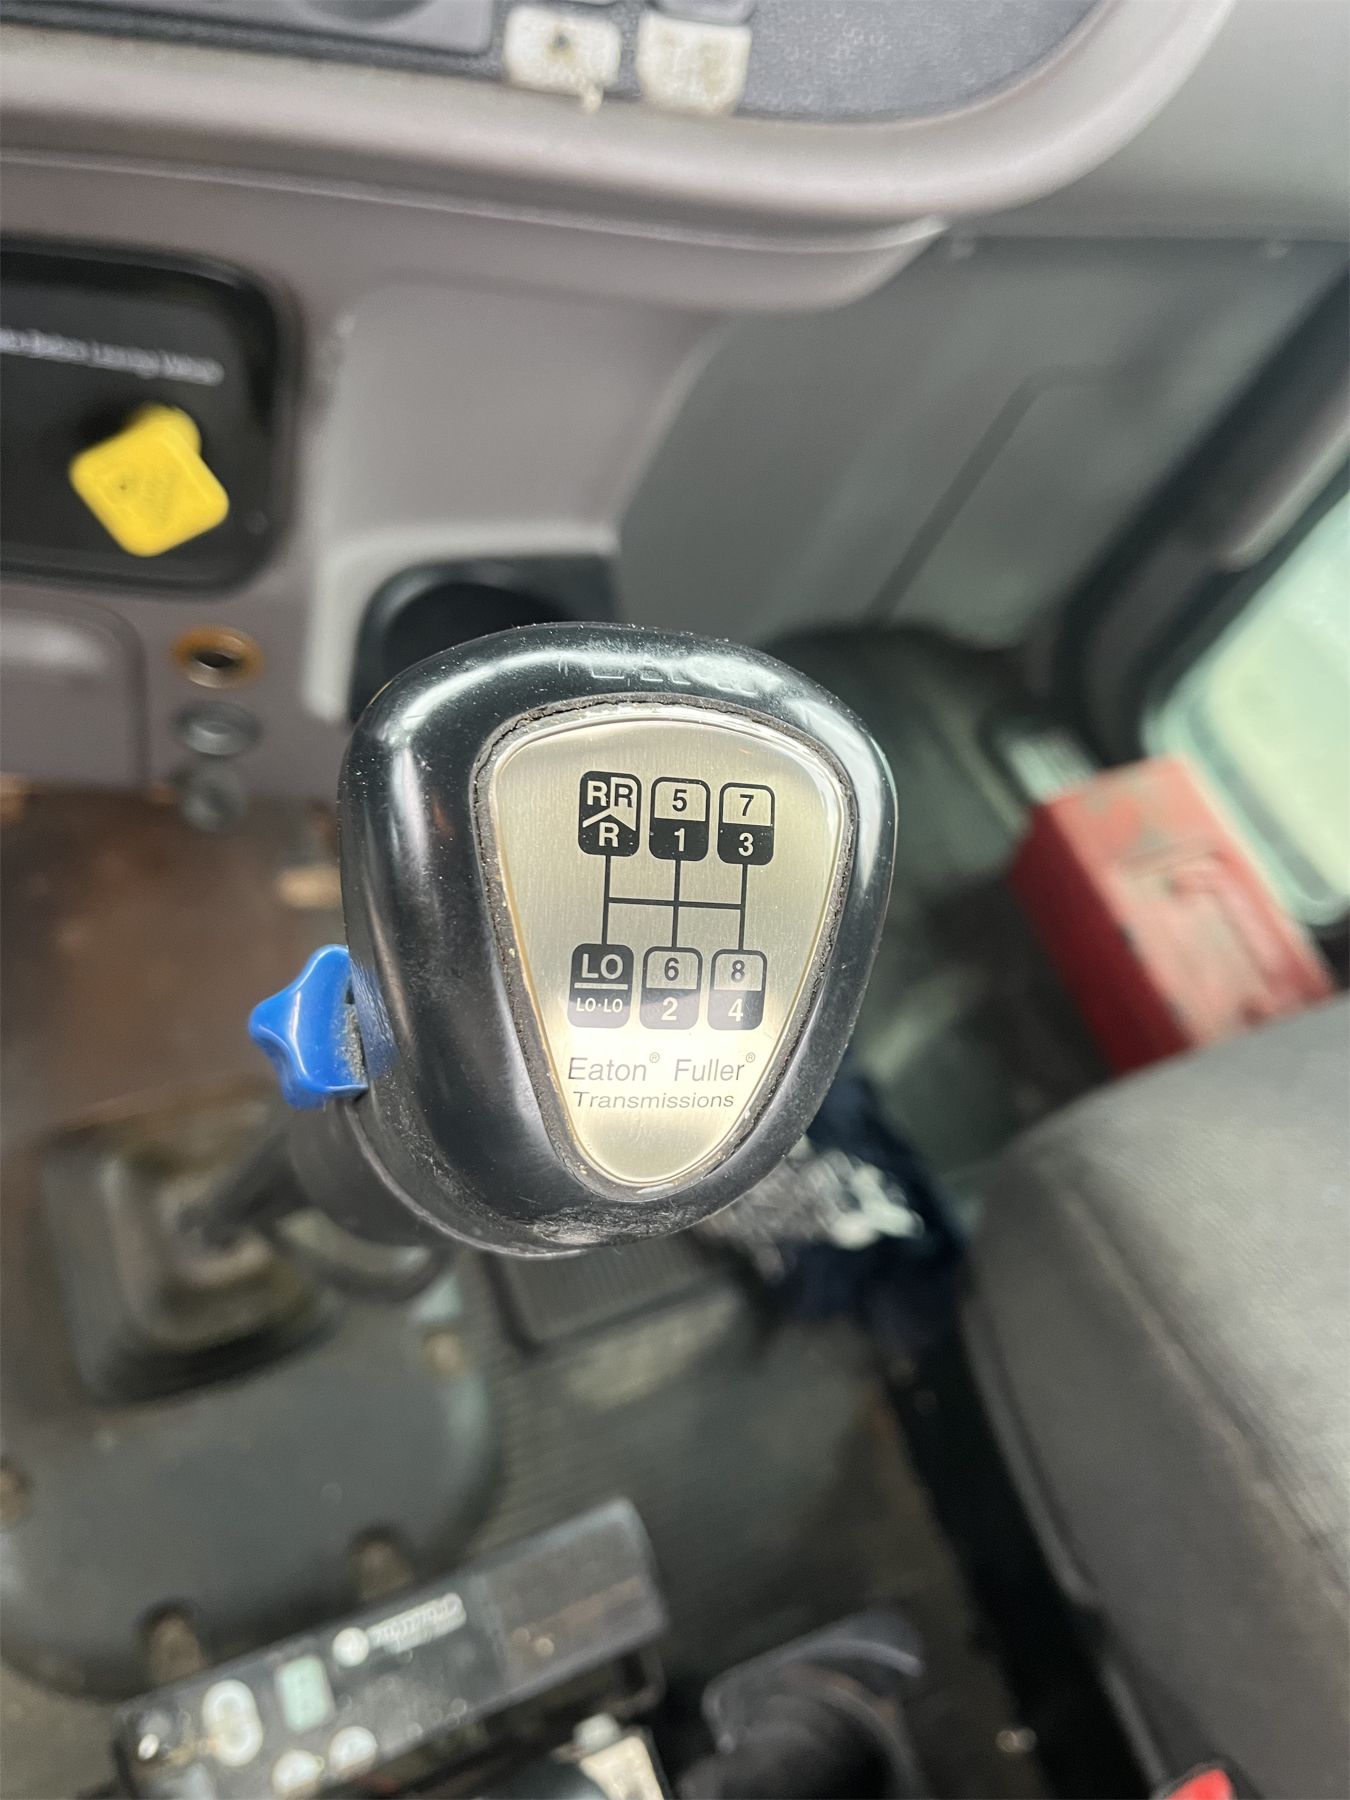 RR 5 7
R 1 3
LO 6 8
LO-LO 2 4
Eaton® Fuller®
Transmissions